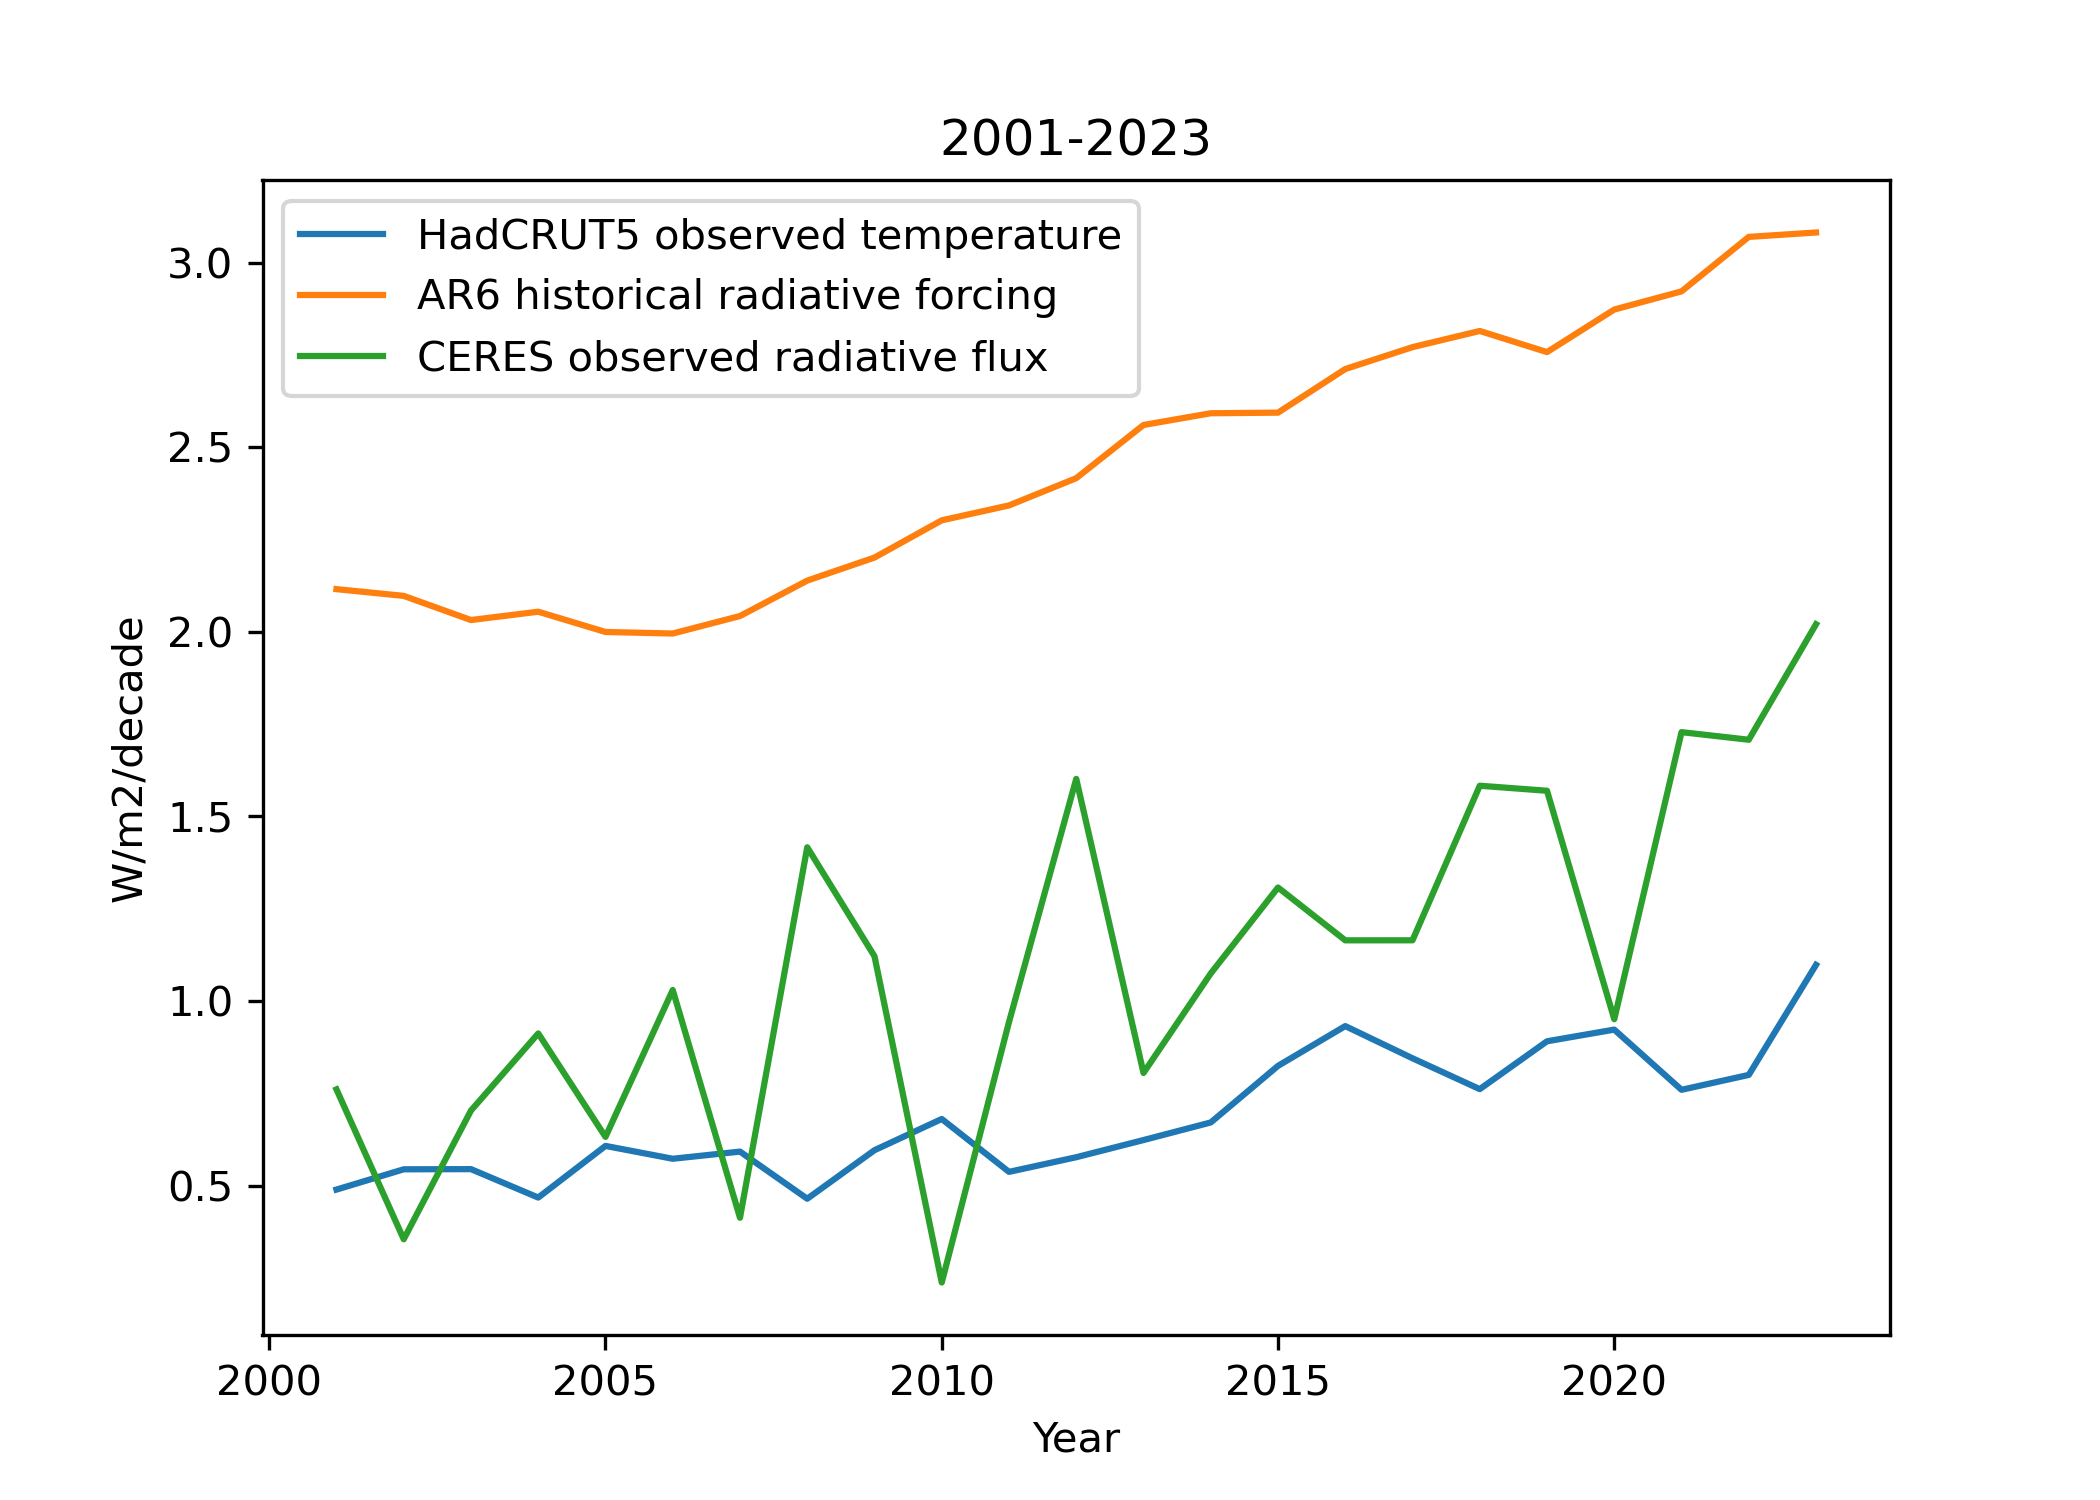 2001-2023
HadCRUT5 observed temperature
AR6 historical radiative forcing
CERES observed radiative flux
3.0
2.5
2.0
1.5
1.0
0.5
W/m2/decade
2000 2005 2010 2015 2020
Year